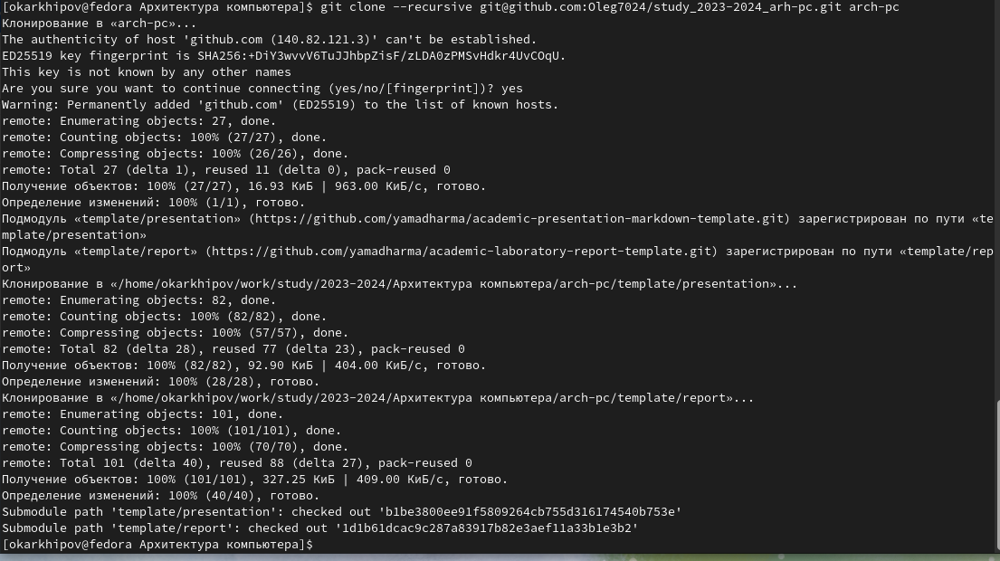 [okarkhipov@fedora Архитектура компьютера]$ git clone --recursive git@github.com:Oleg7024/study_2023-2024_arh-pc.git arch-pc
Клонирование в «arch-pc»...
The authenticity of host 'github.com (140.82.121.3)' can't be established.
ED25519 key fingerprint is SHA256:+DiY3wvvV6TuJJhbpZisF/zLDA0zPMSvHdkr4UvCOqU.
This key is not known by any other names
Are you sure you want to continue connecting (yes/no/[fingerprint])? yes
Warning: Permanently added 'github.com' (ED25519) to the list of known hosts.
remote: Enumerating objects: 27, done.
remote: Counting objects: 100% (27/27), done.
remote: Compressing objects: 100% (26/26), done.
remote: Total 27 (delta 1), reused 11 (delta 0), pack-reused 0
Получение объектов: 100% (27/27), 16.93 КиБ | 963.00 КиБ/с, готово.
Определение изменений: 100% (1/1), готово.
Подмодуль «template/presentation» (https://github.com/yamadharma/academic-presentation-markdown-template.git) зарегистрирован по пути «te
mplate/presentation»
Подмодуль «template/report» (https://github.com/yamadharma/academic-laboratory-report-template.git) зарегистрирован по пути «template/rep
ort»
Клонирование в «/home/okarkhipov/work/study/2023-2024/Архитектура компьютера/arch-pc/template/presentation»...
remote: Enumerating objects: 82, done.
remote: Counting objects: 100% (82/82), done.
remote: Compressing objects: 100% (57/57), done.
remote: Total 82 (delta 28), reused 77 (delta 23), pack-reused 0
Получение объектов: 100% (82/82), 92.90 КиБ | 404.00 КиБ/с, готово.
Определение изменений: 100% (28/28), готово.
Клонирование в «/home/okarkhipov/work/study/2023-2024/Архитектура компьютера/arch-pc/template/report»...
remote: Enumerating objects: 101, done.
remote: Counting objects: 100% (101/101), done.
remote: Compressing objects: 100% (70/70), done.
remote: Total 101 (delta 40), reused 88 (delta 27), pack-reused 0
Получение объектов: 100% (101/101), 327.25 КиБ | 409.00 КиБ/с, готово.
Определение изменений: 100% (40/40), готово.
Submodule path 'template/presentation': checked out 'b1be3800ee91f5809264cb755d316174540b753e'
Submodule path 'template/report': checked out '1d1b61dcac9c287a83917b82e3aef11a33b1e3b2'
[okarkhipov@fedora Архитектура компьютера]$